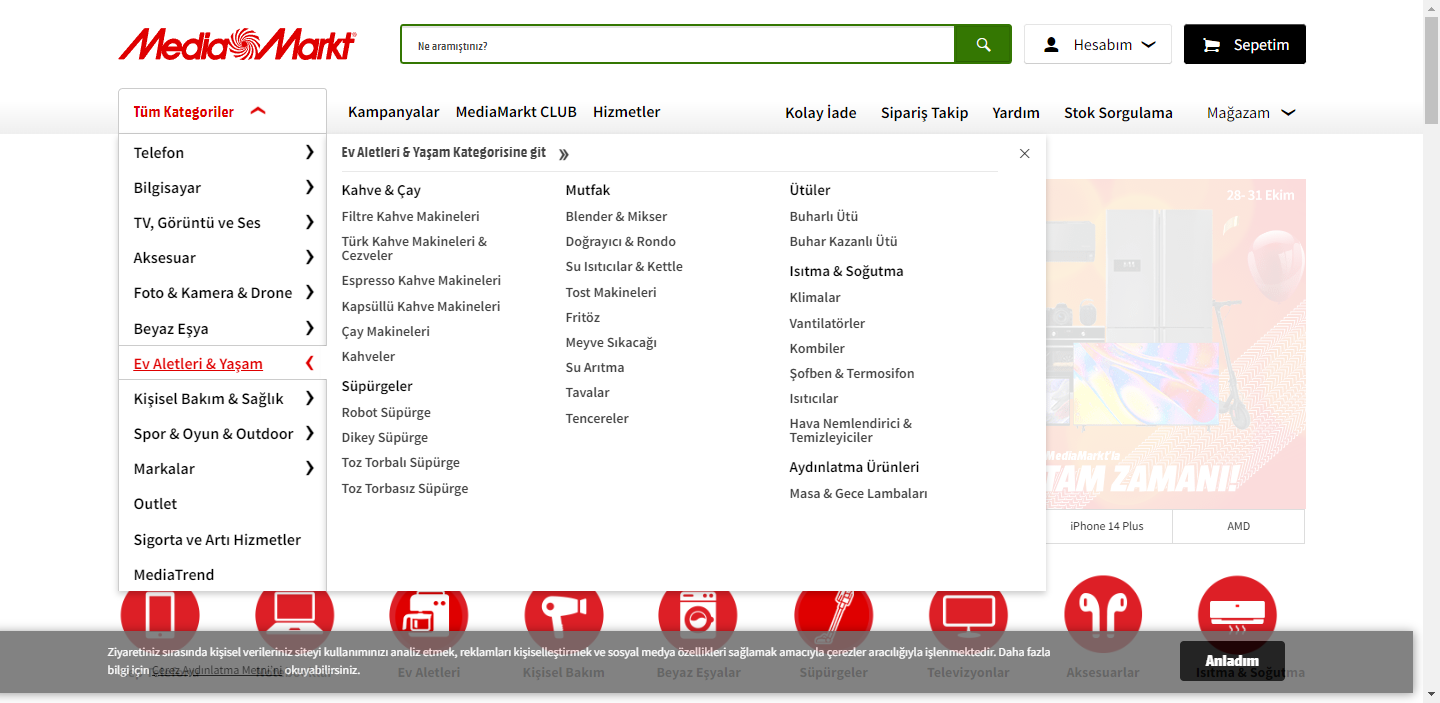 Media Markt
Ne aramıştınız?
Hesabım
Sepetim
Tüm Kategoriler
Kampanyalar
MediaMarkt CLUB
Hizmetler
Kolay İade
Sipariş Takip
Yardım
Stok Sorgulama
Mağazam
Telefon
Bilgisayar
TV, Görüntü ve Ses
Aksesuar
Foto & Kamera & Drone
Beyaz Eşya
Ev Aletleri & Yaşam
Kişisel Bakım & Sağlık
Spor & Oyun & Outdoor
Markalar
Outlet
Sigorta ve Artı Hizmetler
MediaTrend
Ev Aletleri & Yaşam Kategorisine git
Kahve & Çay
Filtre Kahve Makineleri
Türk Kahve Makineleri &
Cezveler
Espresso Kahve Makineleri
Kapsüllü Kahve Makineleri
Çay Makineleri
Kahveler
Süpürgeler
Robot Süpürge
Dikey Süpürge
Toz Torbalı Süpürge
Toz Torbasız Süpürge
Mutfak
Blender & Mikser
Doğrayıcı & Rondo
Su Isıtıcılar & Kettle
Tost Makineleri
Fritöz
Meyve Sıkacağı
Su Arıtma
Tavalar
Tencereler
Ütüler
Buharlı Ütü
Buhar Kazanlı Ütü
Isıtma & Soğutma
Klimalar
Vantilatörler
Kombiler
Şofben & Termosifon
Isıtıcılar
Hava Nemlendirici &
Temizleyiciler
Aydınlatma Ürünleri
Masa & Gece Lambaları
28- 31 Ekim
MediaMarkt'la
TAM ZAMANI!
iPhone 14 Plus
AMD
Ev Aletleri
Kişisel Bakım
Beyaz Eşyalar
Süpürgeler
Televizyonlar
Aksesuarlar
Isıtma & Soğutma
Ziyaretiniz sırasında kişisel verileriniz siteyi kullanımınızı analiz etmek, reklamları kişiselleştirmek ve sosyal medya özellikleri sağlamak amacıyla çerezler aracılığıyla işlenmektedir. Daha fazla
bilgi için Çerez Aydınlatma Metni'ni okuyabilirsiniz.
Anladım